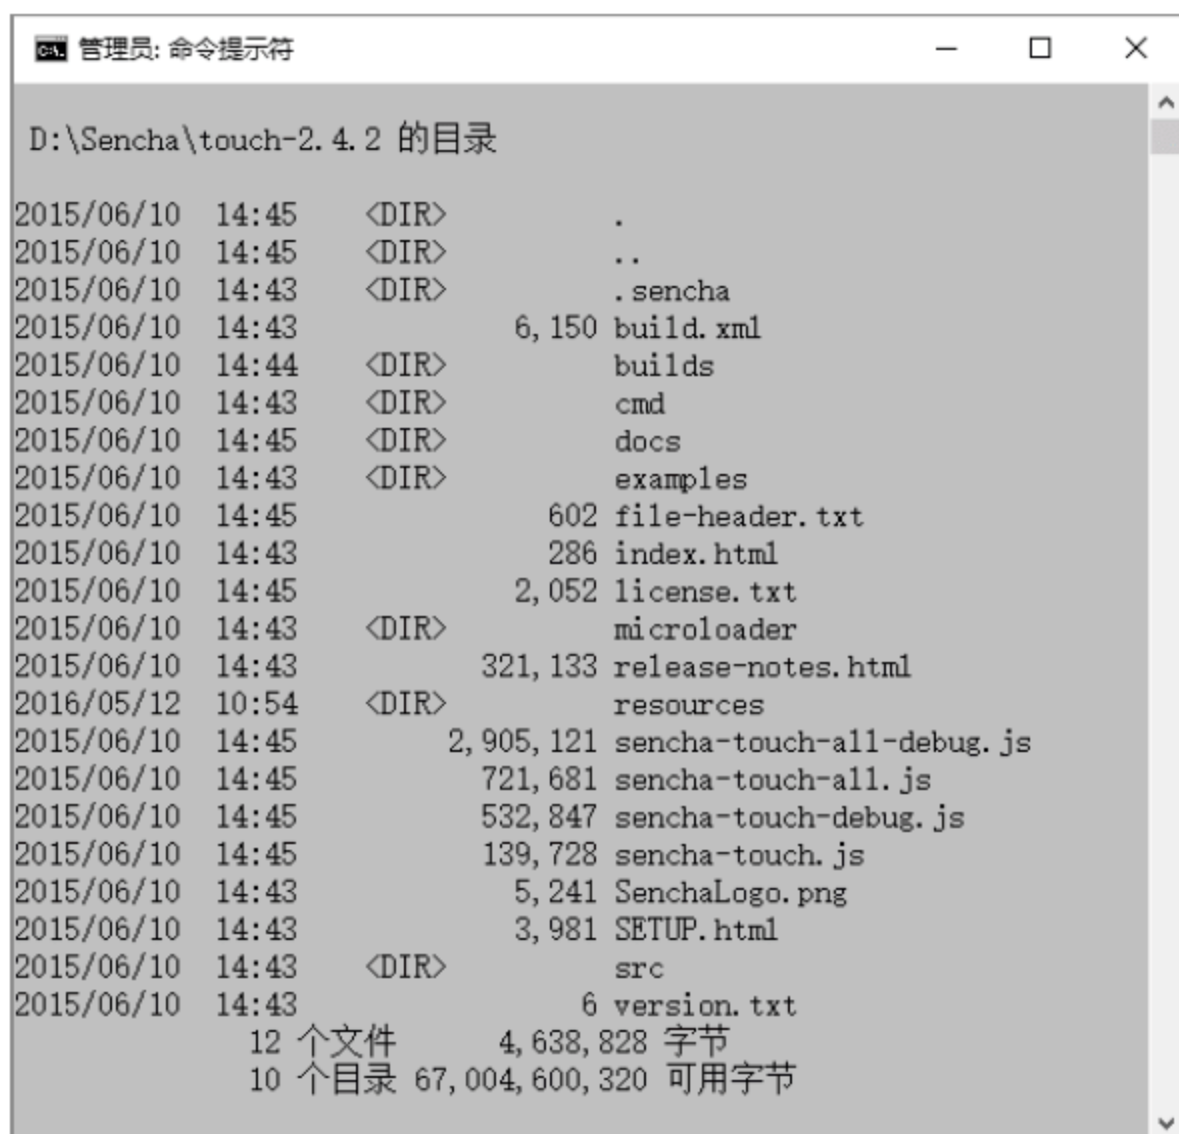 管理员: 命令提示符
D:\Sencha\touch-2.4.2 的目录
2015/06/10  14:45    <DIR>          .
2015/06/10  14:45    <DIR>          ..
2015/06/10  14:43    <DIR>          .sencha
2015/06/10  14:43             6,150 build.xml
2015/06/10  14:44    <DIR>          builds
2015/06/10  14:43    <DIR>          cmd
2015/06/10  14:45    <DIR>          docs
2015/06/10  14:43    <DIR>          examples
2015/06/10  14:45               602 file-header.txt
2015/06/10  14:43               286 index.html
2015/06/10  14:45             2,052 license.txt
2015/06/10  14:43    <DIR>          microloader
2015/06/10  14:43           321,133 release-notes.html
2016/05/12  10:54    <DIR>          resources
2015/06/10  14:45         2,905,121 sencha-touch-all-debug.js
2015/06/10  14:45           721,681 sencha-touch-all.js
2015/06/10  14:45           532,847 sencha-touch-debug.js
2015/06/10  14:45           139,728 sencha-touch.js
2015/06/10  14:43             5,241 SenchaLogo.png
2015/06/10  14:43             3,981 SETUP.html
2015/06/10  14:43    <DIR>          src
2015/06/10  14:43                 6 version.txt
12 个文件      4,638,828 字节
10 个目录 67,004,600,320 可用字节